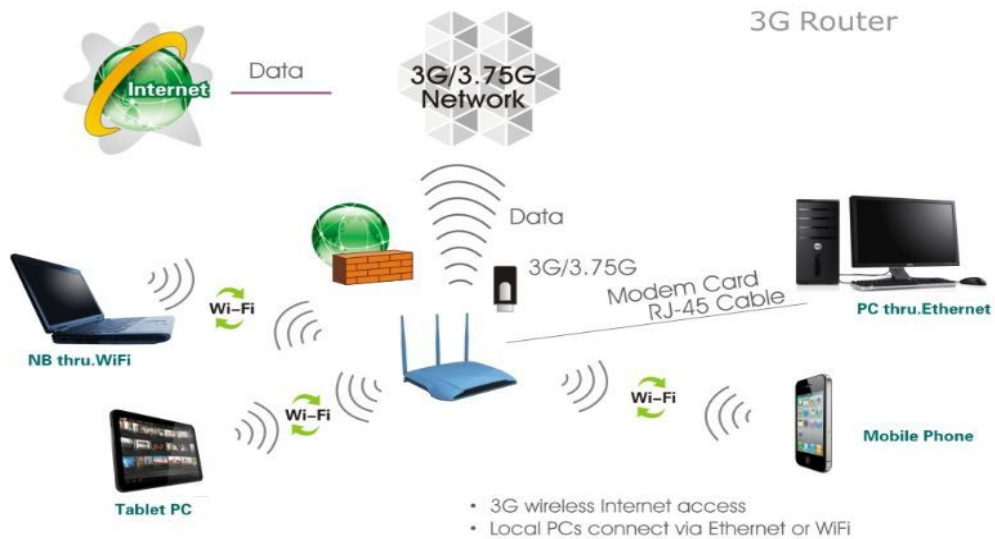 3G Router
Data
Internet
3G/3.75G
Network
Data
3G/3.75G
Modem Card
RJ-45 Cable
PC thru.Ethernet
Wi-Fi
NB thru.WiFi
Wi-Fi
Wi-Fi
Mobile Phone
Tablet PC
• 3G wireless Internet access
• Local PCs connect via Ethernet or WiFi